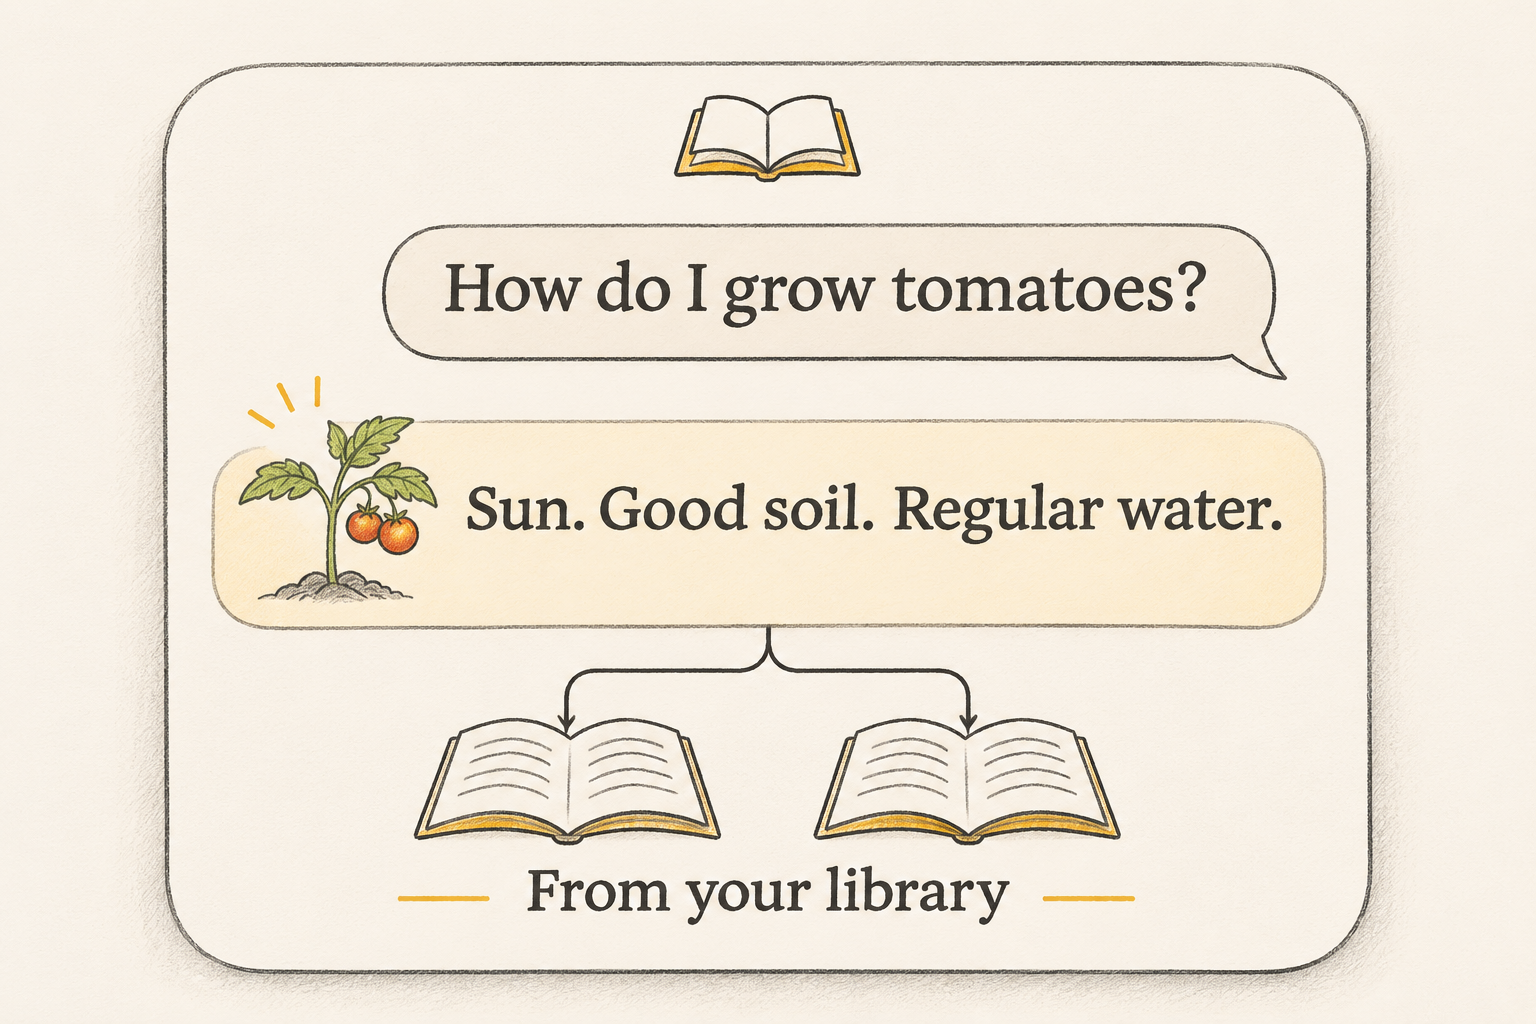 How do I grow tomatoes?
Sun. Good soil. Regular water.
From your library